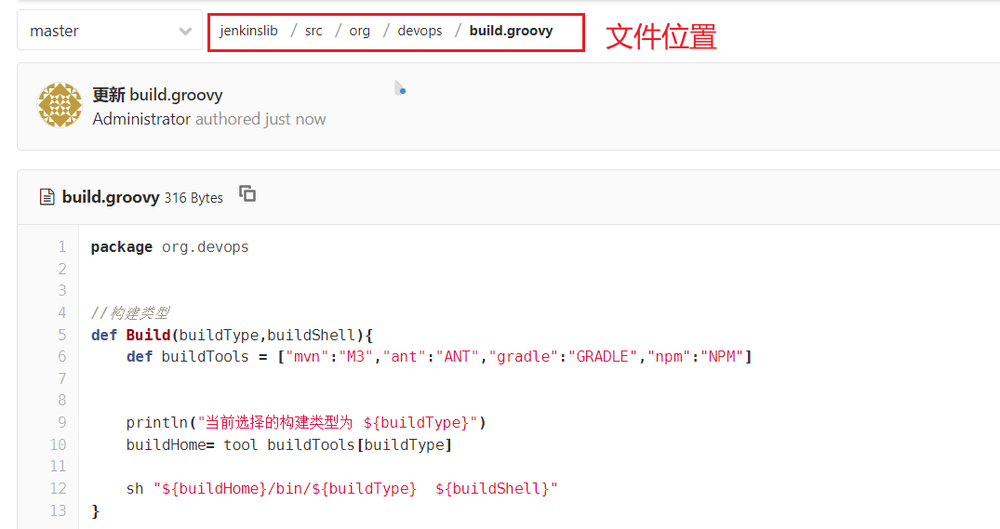 master
jenkinslib / src / org / devops / build.groovy
文件位置
更新 build.groovy
Administrator authored just now
build.groovy 316 Bytes
1 package org.devops
2
3
4 //构建类型
5 def Build(buildType,buildShell){
6     def buildTools = ["mvn":"M3","ant":"ANT","gradle":"GRADLE","npm":"NPM"]
7
8
9     println("当前选择的构建类型为 ${buildType}")
10     buildHome= tool buildTools[buildType]
11
12     sh "${buildHome}/bin/${buildType}  ${buildShell}"
13 }